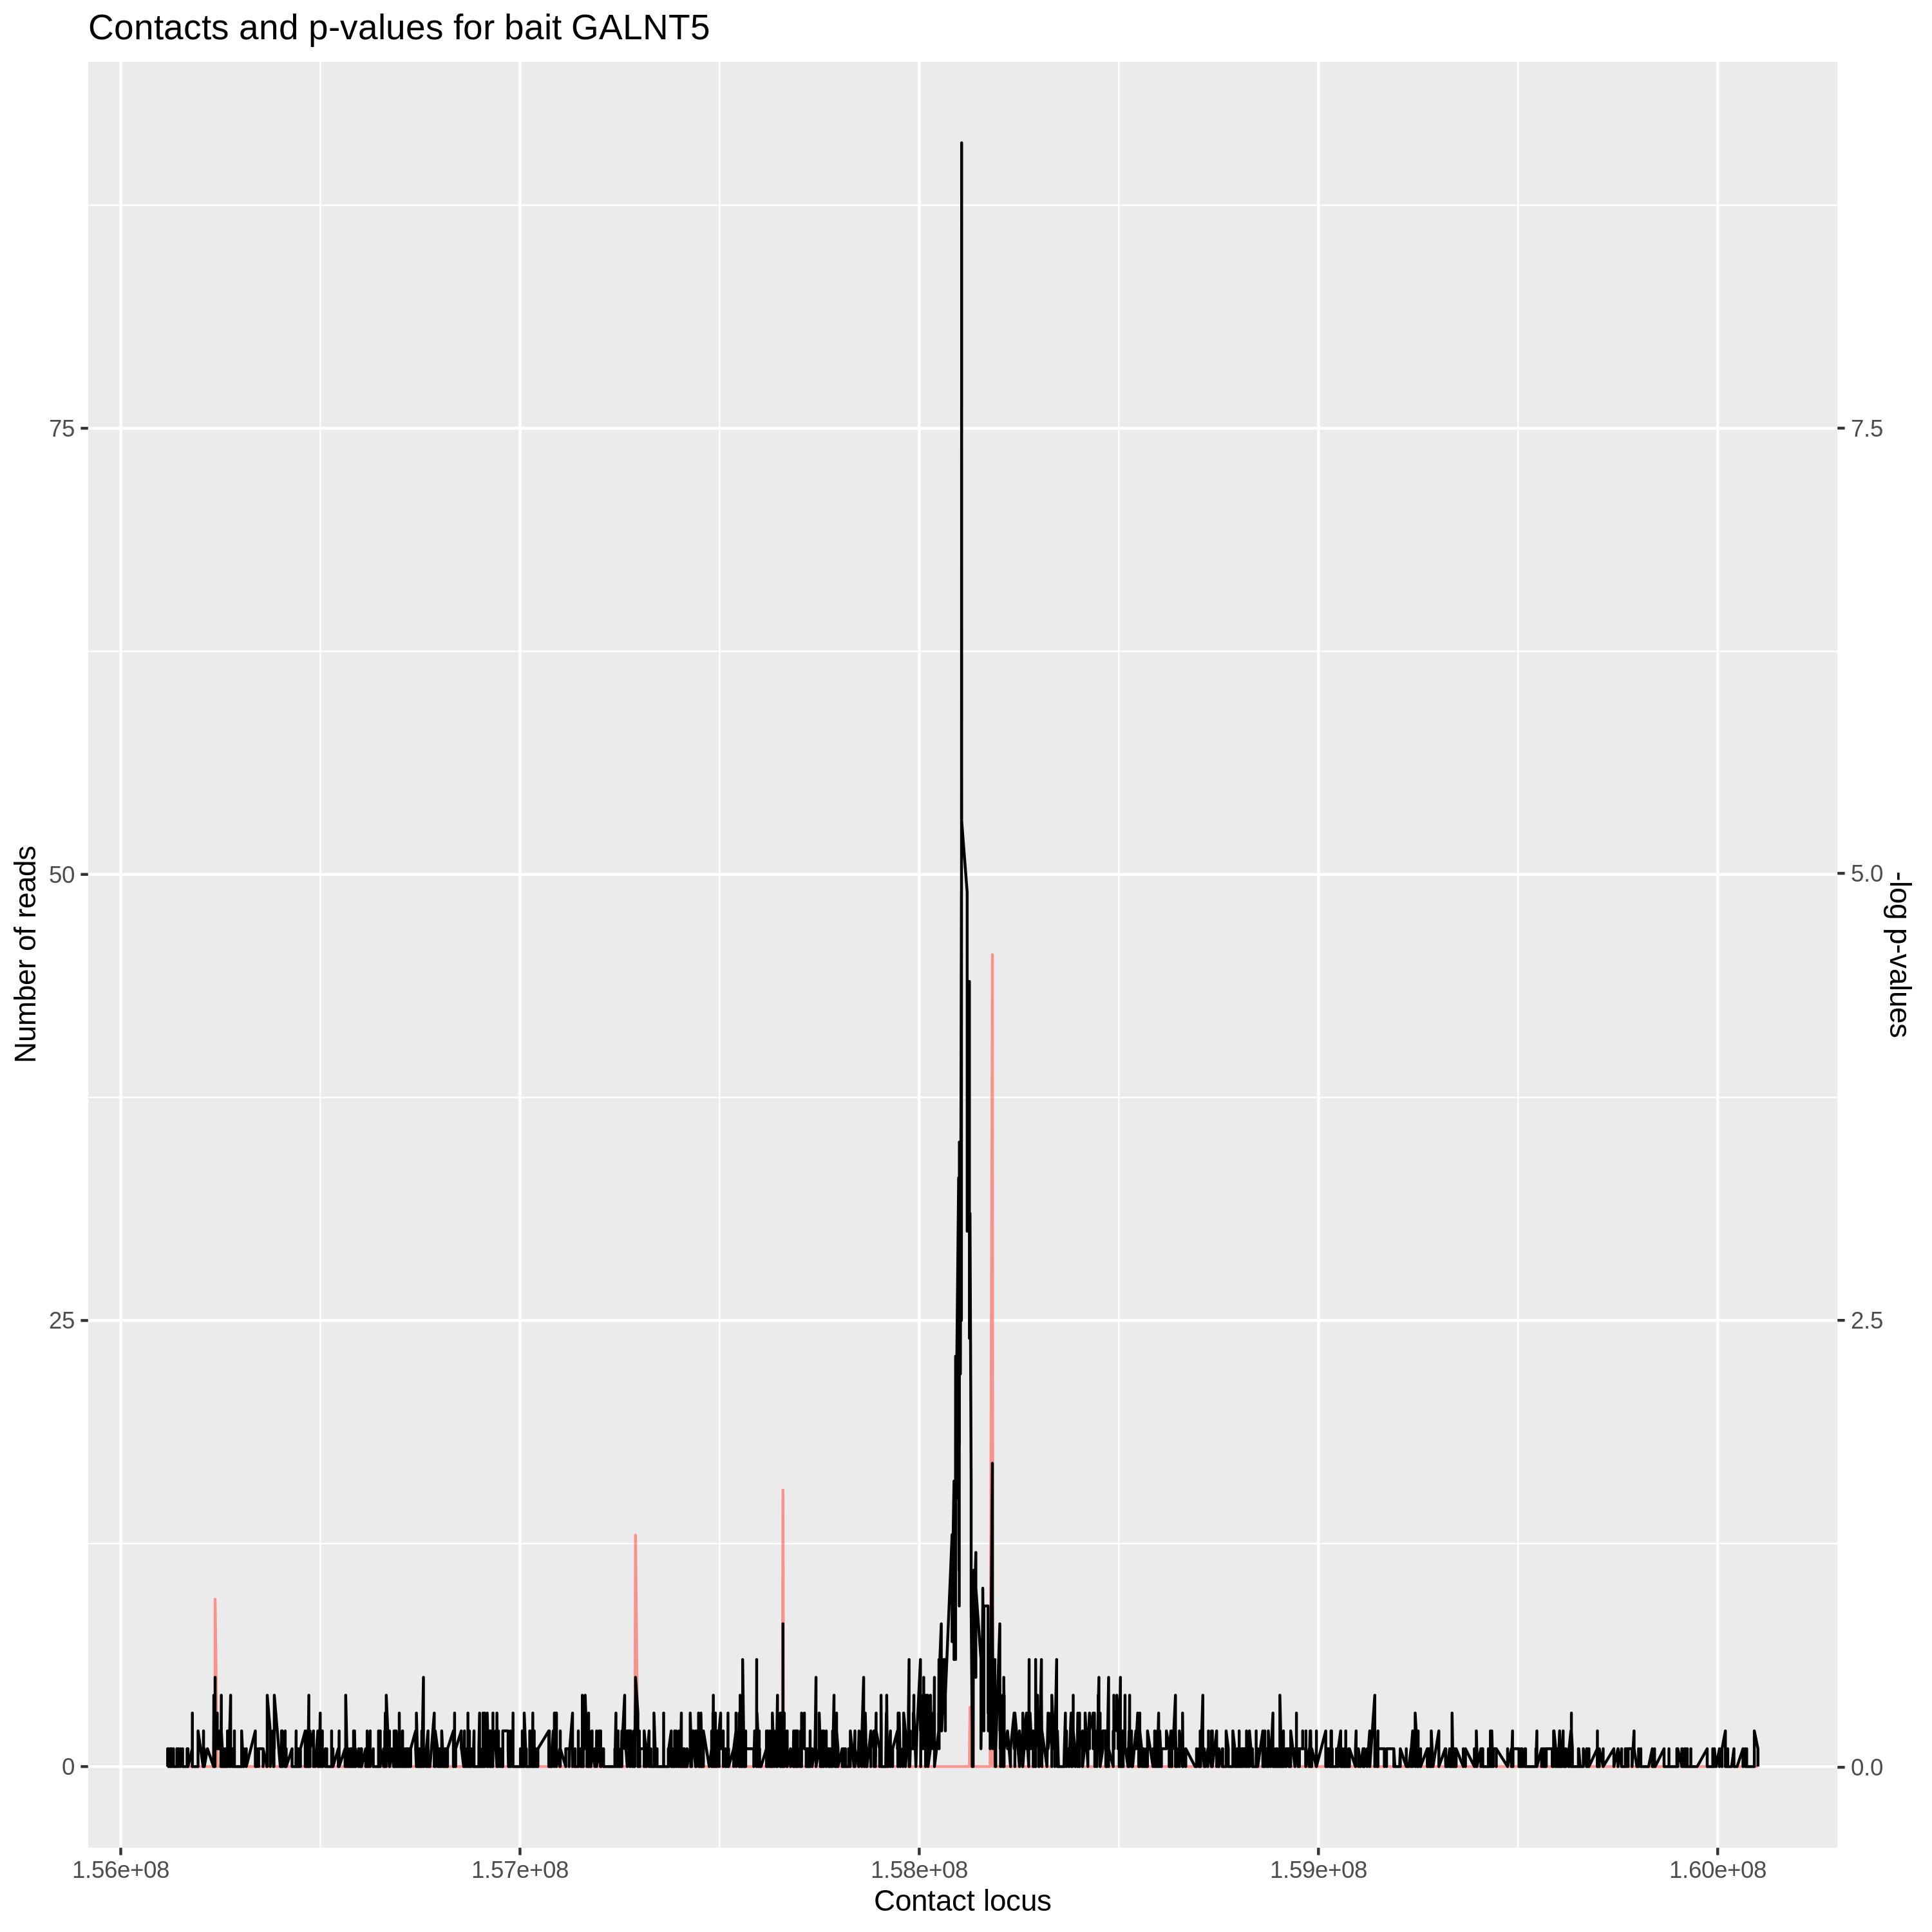 Contacts and p-values for bait GALNT5
Number of reads
75
50
25
0
7.5
5.0
2.5
0.0
-log p-values
1.56e+08
1.57e+08
1.58e+08
1.59e+08
1.60e+08
Contact locus